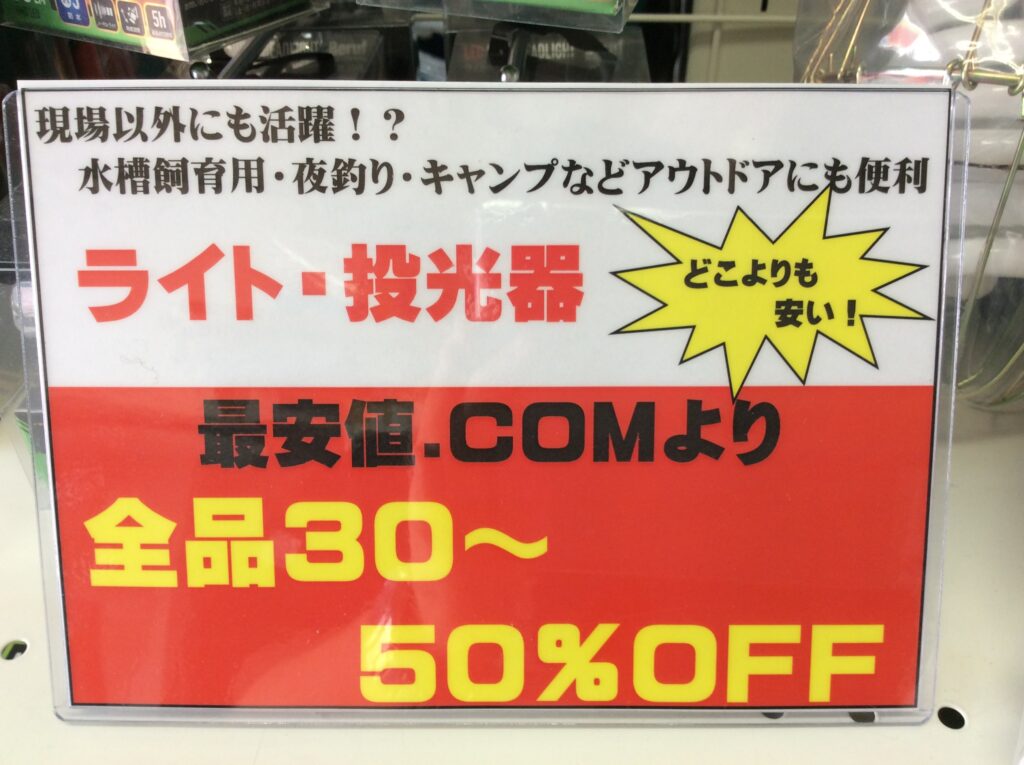 現場以外にも活躍！？
水槽飼育用・夜釣り・キャンプなどアウトドアにも便利
ライト・投光器
どこよりも
安い！
最安値.COMより
全品30～
50%OFF
5h